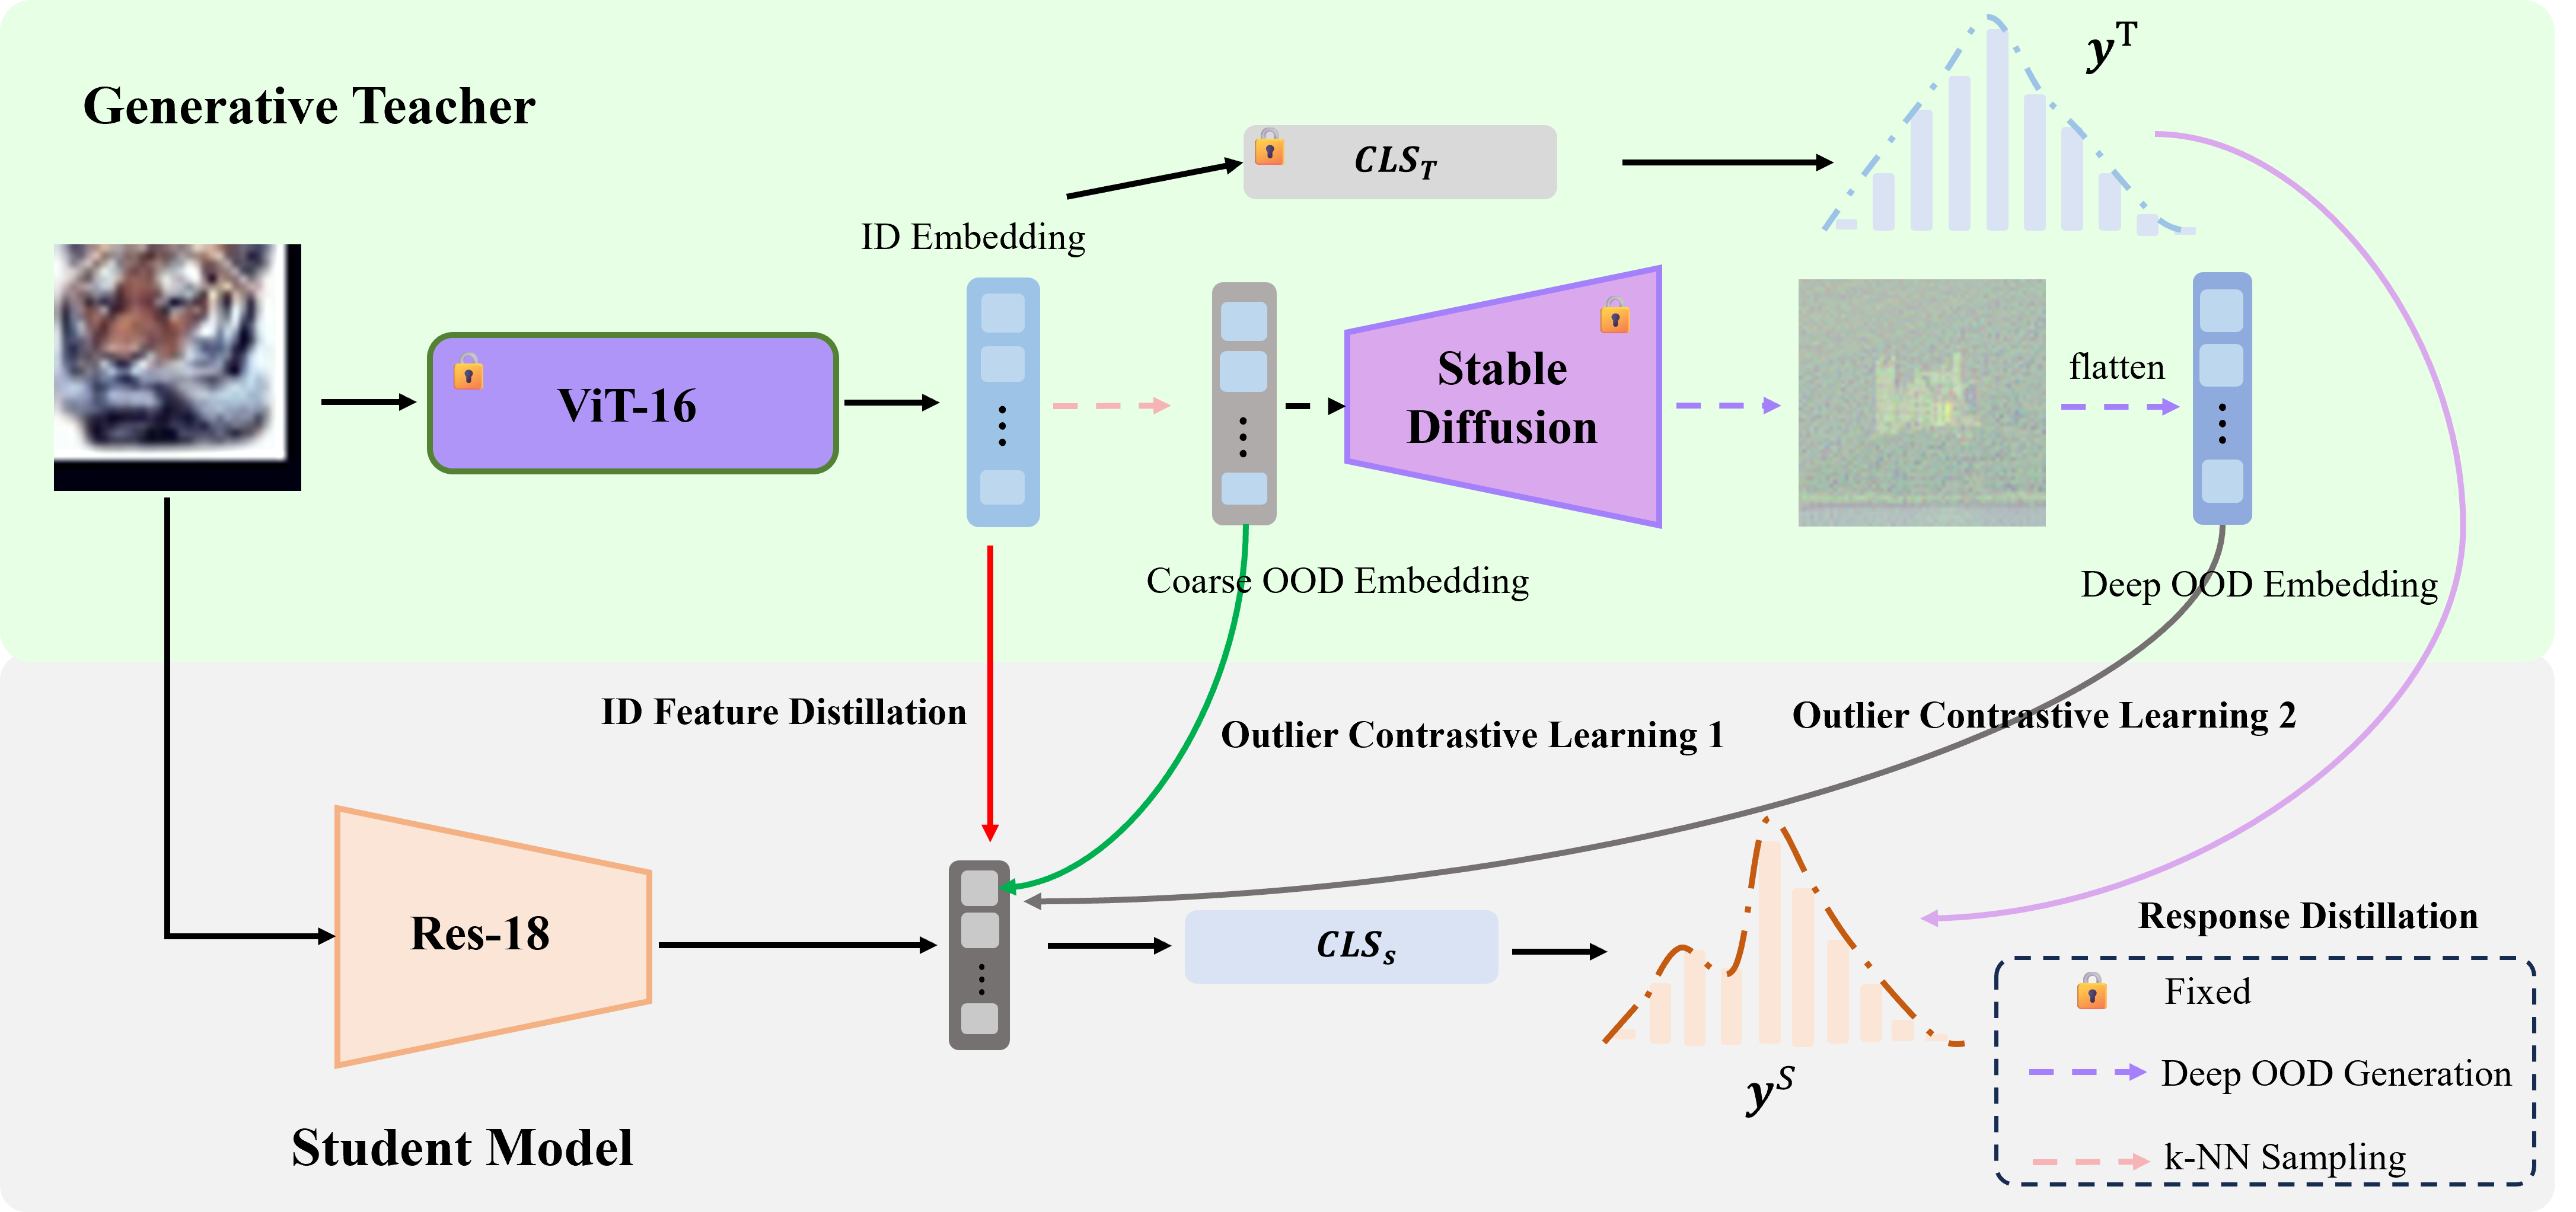 Generative Teacher
y^T
CLS_T
ID Embedding
ViT-16
Stable
Diffusion
flatten
Coarse OOD Embedding
Deep OOD Embedding
ID Feature Distillation
Outlier Contrastive Learning 1
Outlier Contrastive Learning 2
Res-18
CLS_s
y^S
Response Distillation
Fixed
Deep OOD Generation
k-NN Sampling
Student Model